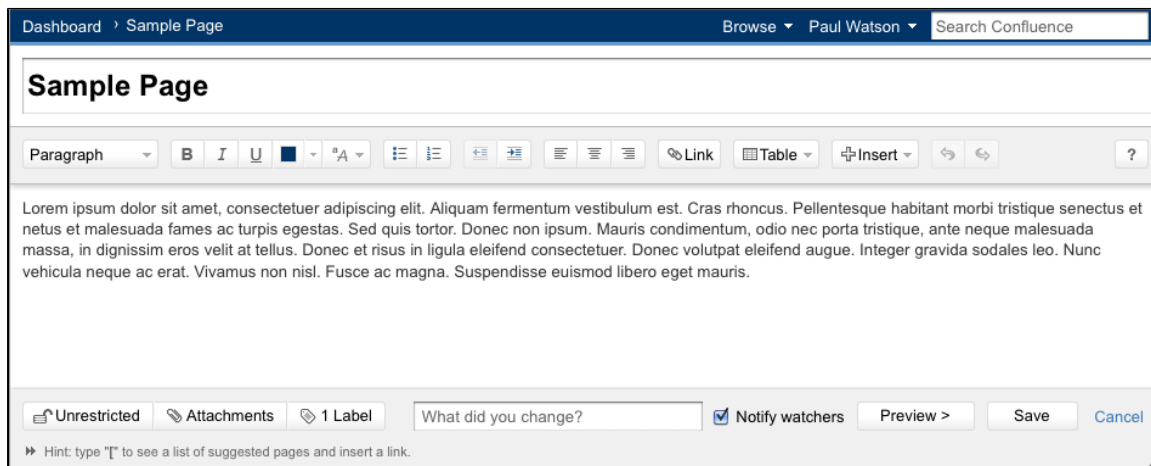 Dashboard › Sample Page Browse Paul Watson Search Confluence
Sample Page
Paragraph B I U ªA Link Table Insert ?
Lorem ipsum dolor sit amet, consectetuer adipiscing elit. Aliquam fermentum vestibulum est. Cras rhoncus. Pellentesque habitant morbi tristique senectus et
netus et malesuada fames ac turpis egestas. Sed quis tortor. Donec non ipsum. Mauris condimentum, odio nec porta tristique, ante neque malesuada
massa, in dignissim eros velit at tellus. Donec et risus in ligula eleifend consectetuer. Donec volutpat eleifend augue. Integer gravida sodales leo. Nunc
vehicula neque ac erat. Vivamus non nisl. Fusce ac magna. Suspendisse euismod libero eget mauris.
Unrestricted Attachments 1 Label What did you change? Notify watchers Preview > Save Cancel
Hint: type "[" to see a list of suggested pages and insert a link.